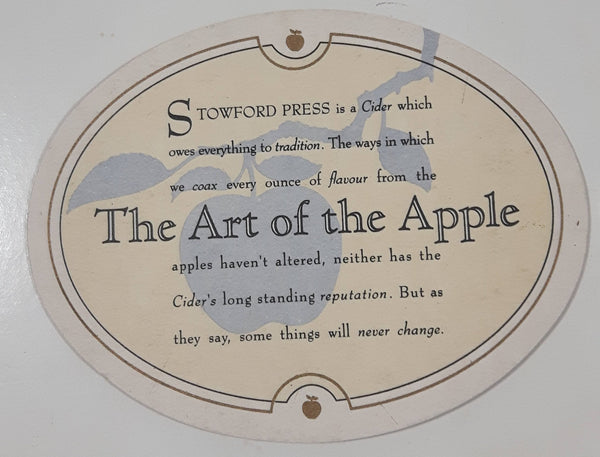 STOWFORD PRESS is a Cider which
owes everything to tradition. The ways in which
we coax every ounce of flavour from the
The Art of the Apple
apples haven't altered, neither has the
Cider's long standing reputation. But as
they say, some things will never change.